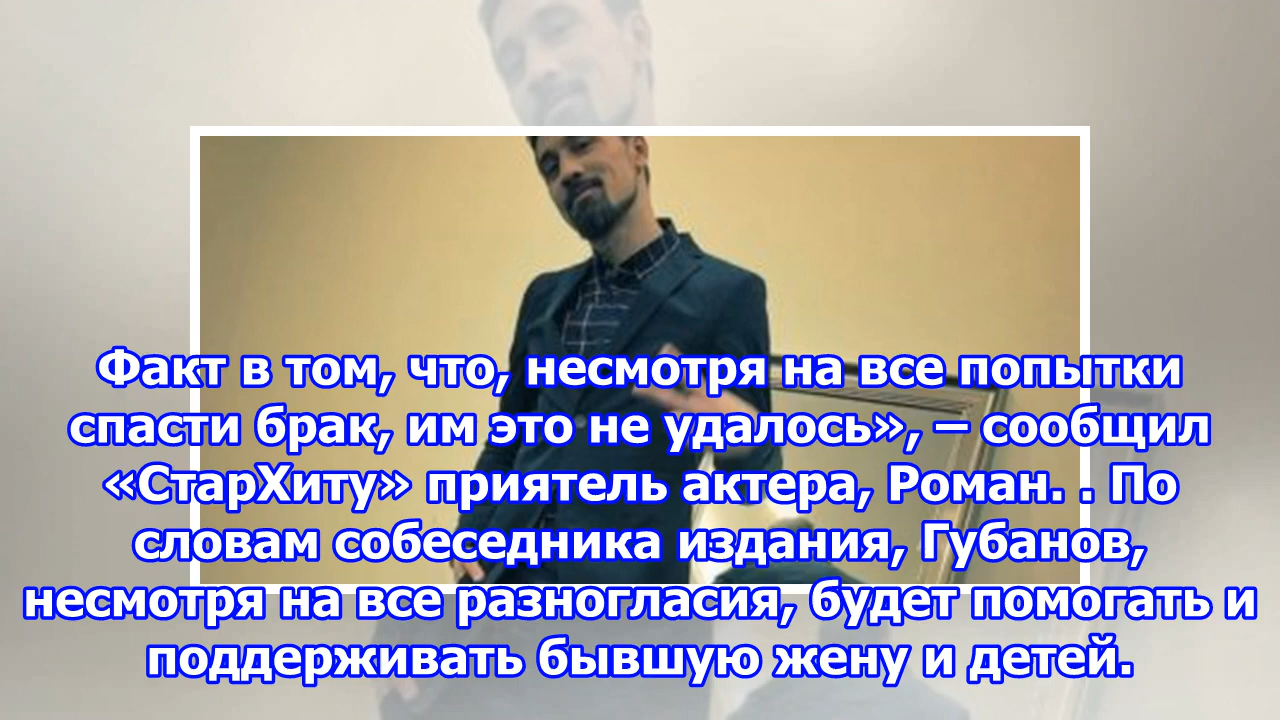 Факт в том, что, несмотря на все попытки
спасти брак, им это не удалось», – сообщил
«СтарХиту» приятель актера, Роман. . По
словам собеседника издания, Губанов,
несмотря на все разногласия, будет помогать и
поддерживать бывшую жену и детей.